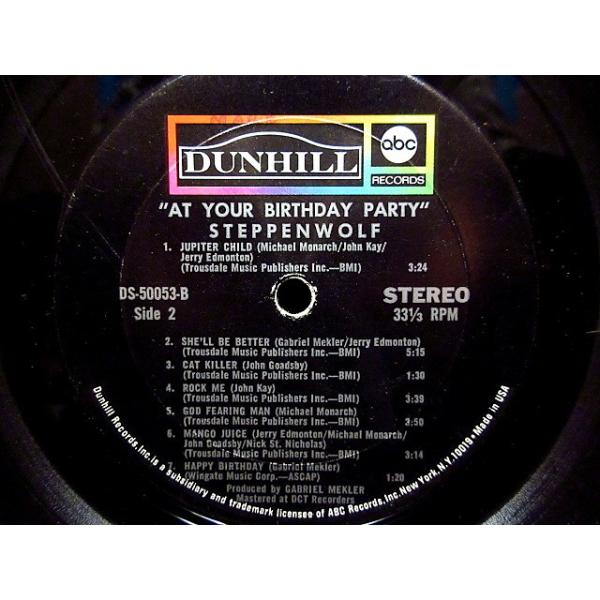 DUNHILL
abc
RECORDS
"AT YOUR BIRTHDAY PARTY"
STEPPENWOLF
1. JUPITER CHILD (Michael Monarch/John Kay/
Jerry Edmonton)
(Trousdale Music Publishers Inc.—BMI) 3:24
DS-50053-B
Side 2
STEREO
33⅓ RPM
2. SHE'LL BE BETTER (Gabriel Mekler/Jerry Edmonton)
(Trousdale Music Publishers Inc.—BMI) 5:15
3. CAT KILLER (John Goadsby)
(Trousdale Music Publishers Inc.—BMI) 1:30
4. ROCK ME (John Kay)
(Trousdale Music Publishers Inc.—BMI) 3:39
5. GOD FEARING MAN (Michael Monarch)
(Trousdale Music Publishers Inc.—BMI) 3:50
6. MANGO JUICE (Jerry Edmonton/Michael Monarch/
John Goadsby/Nick St. Nicholas)
(Trousdale Music Publishers Inc.—BMI) 3:14
7. HAPPY BIRTHDAY (Gabriel Mekler)
(Wingate Music Corp.—ASCAP) 1:20
Produced by GABRIEL MEKLER
Mastered at DCT Recorders
Dunhill Records, Inc. is a subsidiary and trademark licensee of ABC Records, Inc. New York, N.Y. 10019 • Made in USA